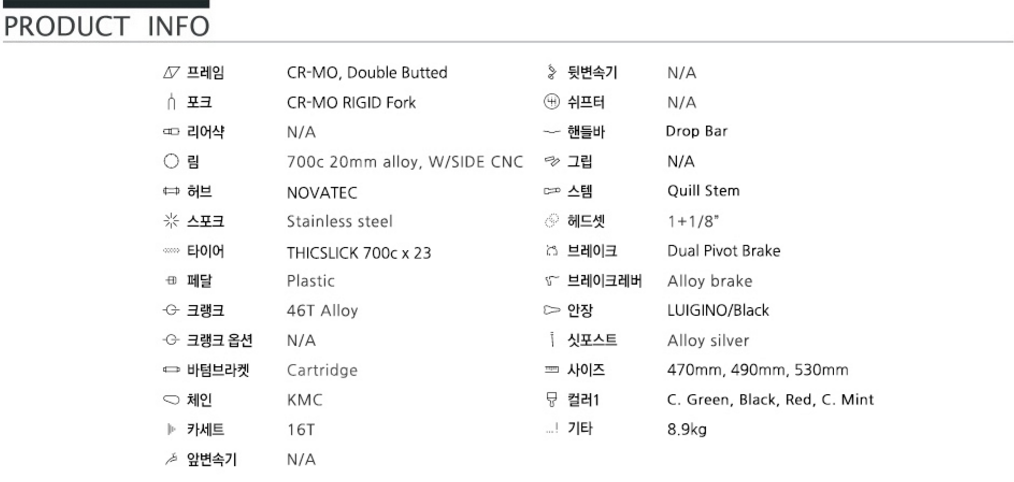 PRODUCT INFO
프레임 CR-MO, Double Butted
포크 CR-MO RIGID Fork
리어샥 N/A
림 700c 20mm alloy, W/SIDE CNC
허브 NOVATEC
스포크 Stainless steel
타이어 THICSLICK 700c x 23
페달 Plastic
크랭크 46T Alloy
크랭크 옵션 N/A
바텀브라켓 Cartridge
체인 KMC
카세트 16T
앞변속기 N/A
뒷변속기 N/A
쉬프터 N/A
핸들바 Drop Bar
그립 N/A
스템 Quill Stem
헤드셋 1+1/8"
브레이크 Dual Pivot Brake
브레이크레버 Alloy brake
안장 LUIGINO/Black
싯포스트 Alloy silver
사이즈 470mm, 490mm, 530mm
컬러1 C. Green, Black, Red, C. Mint
기타 8.9kg